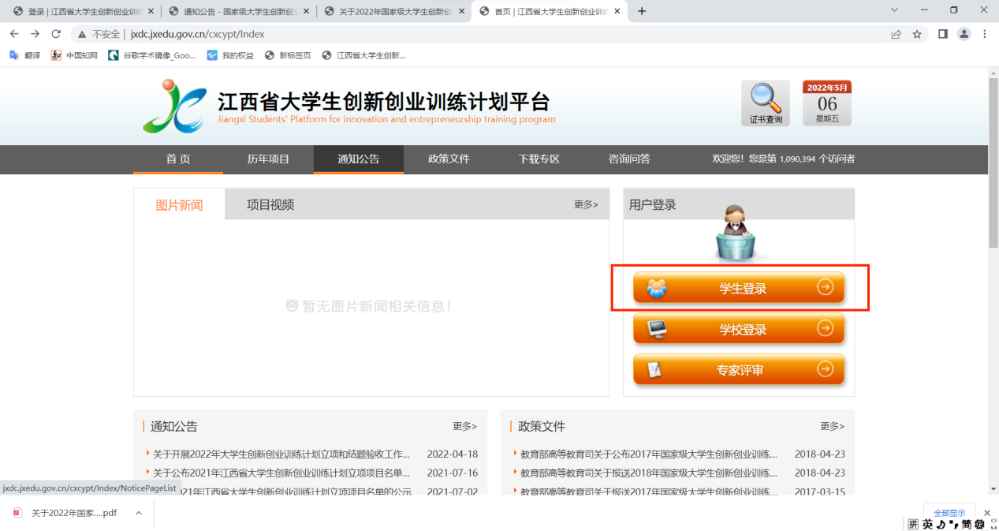 登录 | 江西省大学生创新创业训
通知公告 - 国家级大学生创新创
关于2022年国家级大学生创新创
首页 | 江西省大学生创新创业训
不安全 | jxdc.jxedu.gov.cn/cxcypt/Index
翻译 中国知网 谷歌学术镜像_Goo... 我的权益 新标签页 江西省大学生创新...
江西省大学生创新创业训练计划平台
Jiangxi Students' Platform for innovation and entrepreneurship training program
证书查询
2022年5月
06
星期五
首 页 历年项目 通知公告 政策文件 下载专区 咨询问答 欢迎您！您是第 1,090,394 个访问者
图片新闻 项目视频 更多>
暂无图片新闻相关信息！
用户登录
学生登录
学校登录
专家评审
通知公告 更多>
关于开展2022年大学生创新创业训练计划立项和结题验收工作... 2022-04-18
关于公布2021年江西省大学生创新创业训练计划立项项目名单... 2021-07-16
21年江西省大学生创新创业训练计划立项项目名单的公示 2021-07-02
政策文件 更多>
教育部高等教育司关于公布2017年国家级大学生创新创业训练... 2018-04-23
教育部高等教育司关于报送2018年国家级大学生创新创业训练... 2018-04-23
教育部高等教育司关于报送2017年国家级大学生创新创业训练... 2017-03-15
jxdc.jxedu.gov.cn/cxcypt/Index/NoticePageList
关于2022年国家....pdf
全部显示
拼 英 简